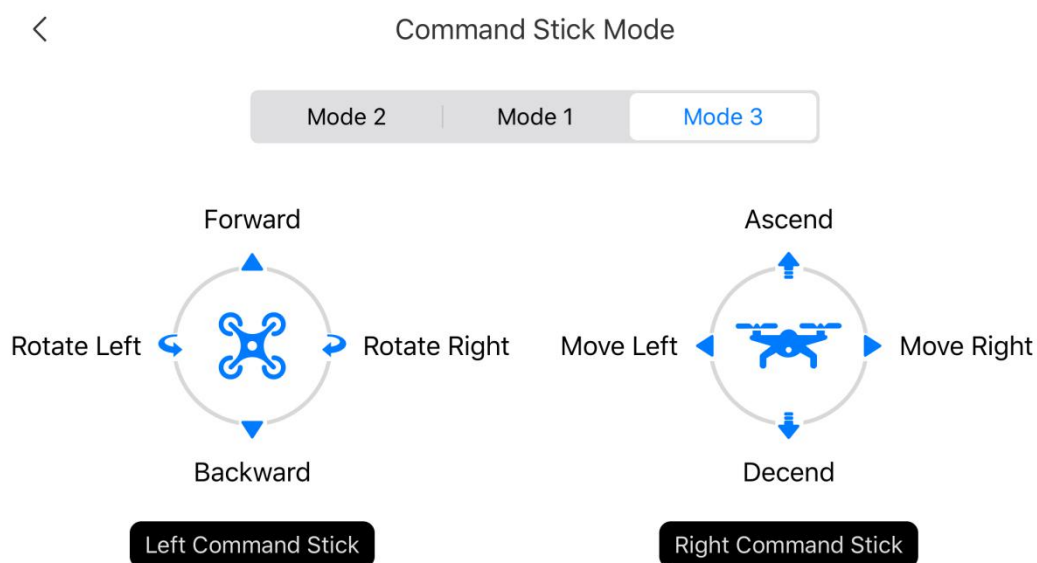 Command Stick Mode
Mode 2 Mode 1 Mode 3
Forward Ascend
Rotate Left Rotate Right Move Left Move Right
Backward Decend
Left Command Stick Right Command Stick